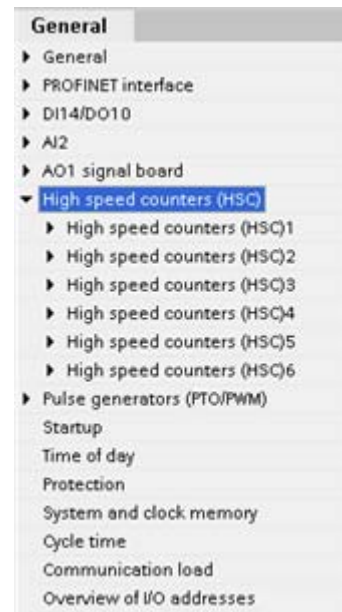 General
General
PROFINET interface
DI14/DO10
AI2
AO1 signal board
High speed counters (HSC)
High speed counters (HSC)1
High speed counters (HSC)2
High speed counters (HSC)3
High speed counters (HSC)4
High speed counters (HSC)5
High speed counters (HSC)6
Pulse generators (PTO/PWM)
Startup
Time of day
Protection
System and clock memory
Cycle time
Communication load
Overview of I/O addresses